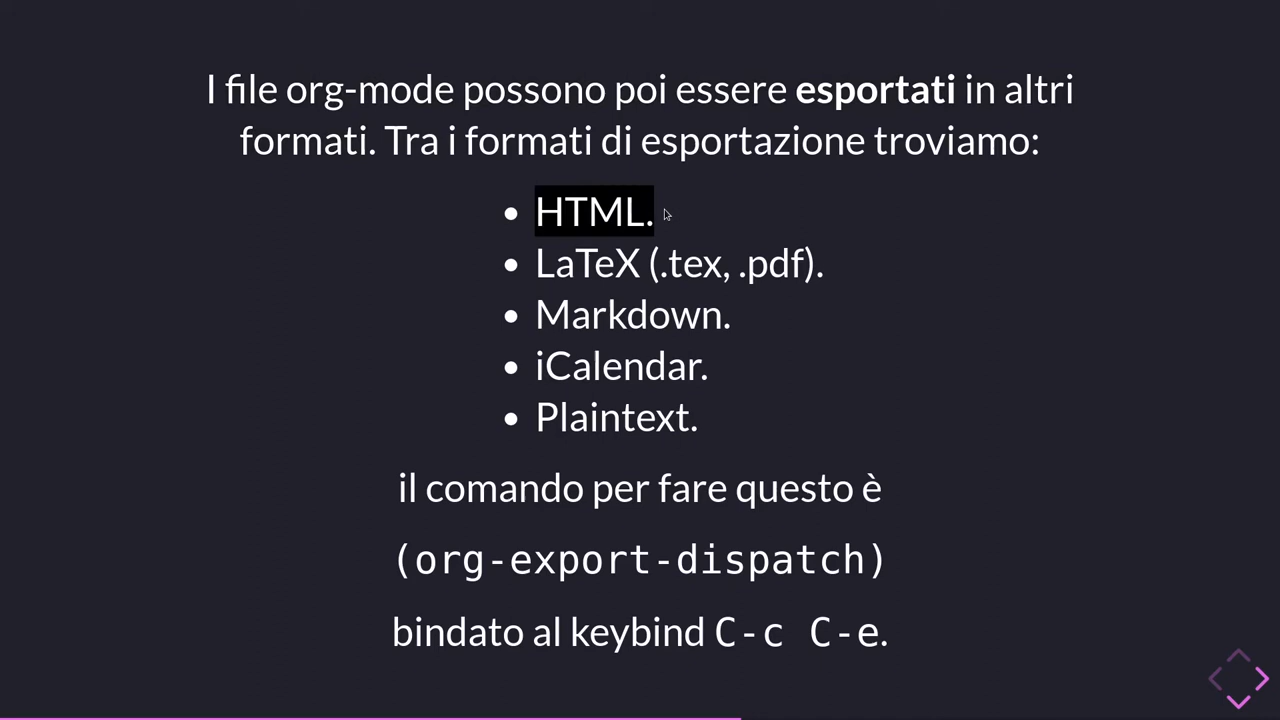 I file org-mode possono poi essere esportati in altri
formati. Tra i formati di esportazione troviamo:
• HTML.
• LaTeX (.tex, .pdf).
• Markdown.
• iCalendar.
• Plaintext.
il comando per fare questo è
(org-export-dispatch)
bindato al keybind C-c C-e.